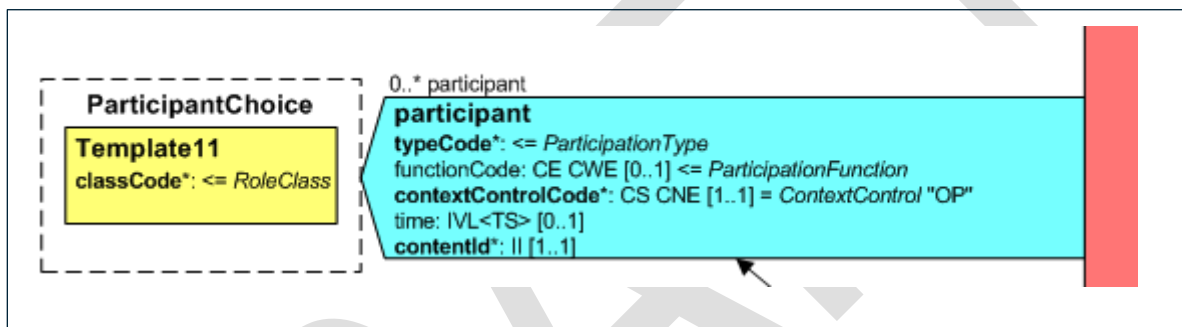 0..* participant
ParticipantChoice
Template11
classCode*: <= RoleClass
participant
typeCode*: <= ParticipationType
functionCode: CE CWE [0..1] <= ParticipationFunction
contextControlCode*: CS CNE [1..1] = ContextControl "OP"
time: IVL<TS> [0..1]
contentId*: II [1..1]